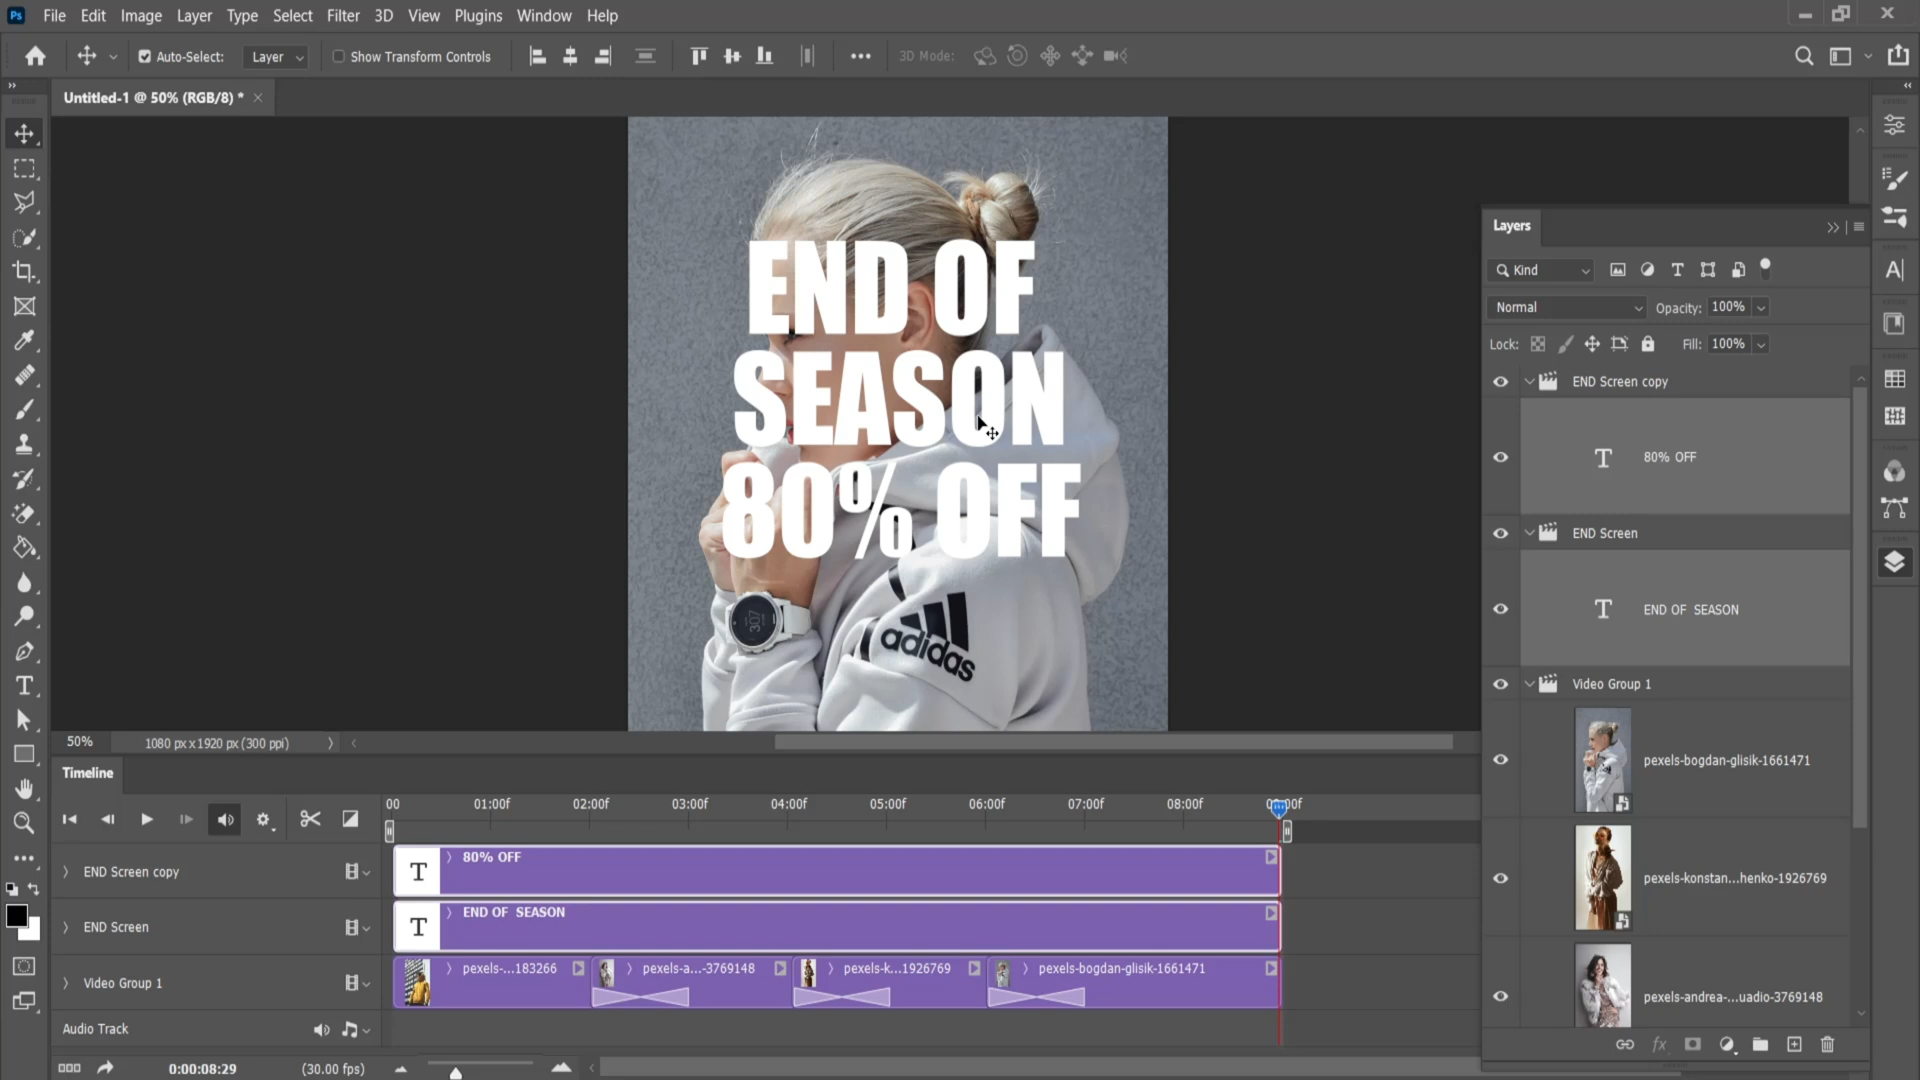 Ps File Edit Image Layer Type Select Filter 3D View Plugins Window Help
Auto-Select: Layer Show Transform Controls 3D Mode:
Untitled-1 @ 50% (RGB/8) *
END OF
SEASON
80% OFF
307
adidas
Layers
Kind
Normal Opacity: 100%
Lock: Fill: 100%
END Screen copy
T 80% OFF
END Screen
T END OF  SEASON
Video Group 1
pexels-bogdan-glisik-1661471
pexels-konstan...henko-1926769
pexels-andrea-...uadio-3769148
50% 1080 px x 1920 px (300 ppi)
Timeline
00 01:00f 02:00f 03:00f 04:00f 05:00f 06:00f 07:00f 08:00f
END Screen copy T 80% OFF
END Screen T END OF  SEASON
Video Group 1 pexels-...183266 pexels-a...-3769148 pexels-k...1926769 pexels-bogdan-glisik-1661471
Audio Track
0:00:08:29 (30.00 fps)
fx